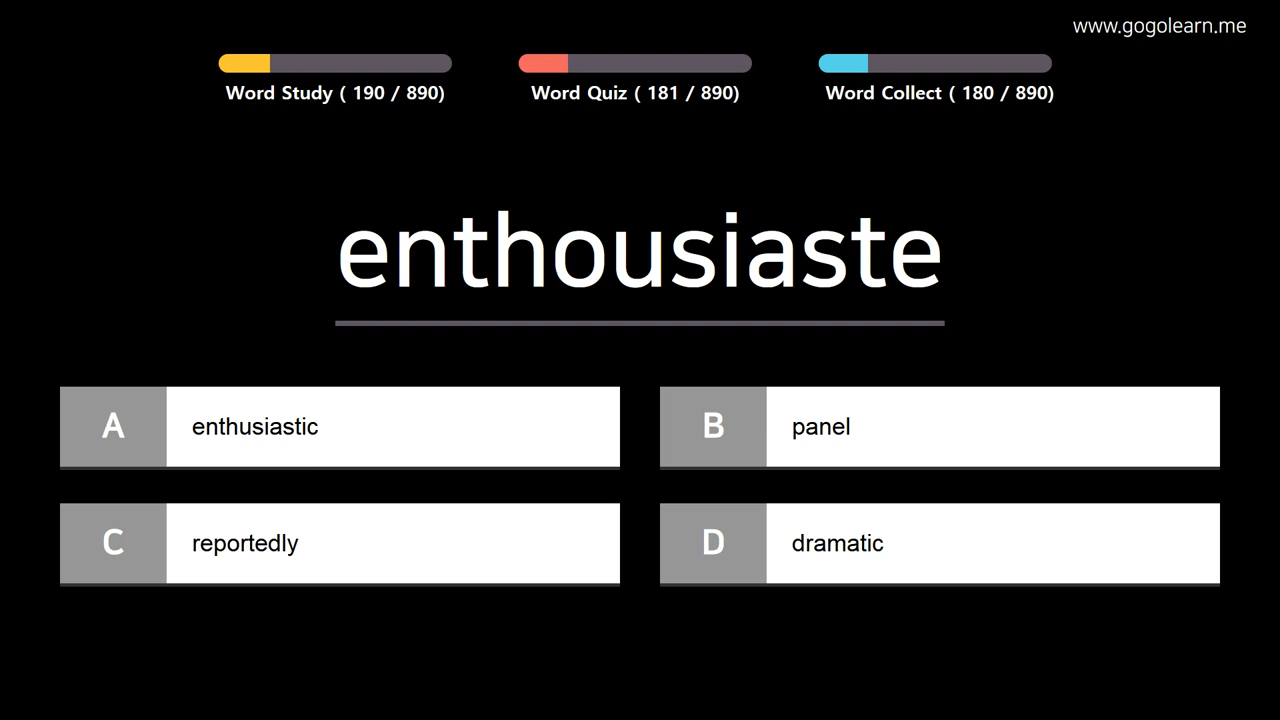 www.gogolearn.me
Word Study ( 190 / 890)
Word Quiz ( 181 / 890)
Word Collect ( 180 / 890)
enthousiaste
A enthusiastic
B panel
C reportedly
D dramatic